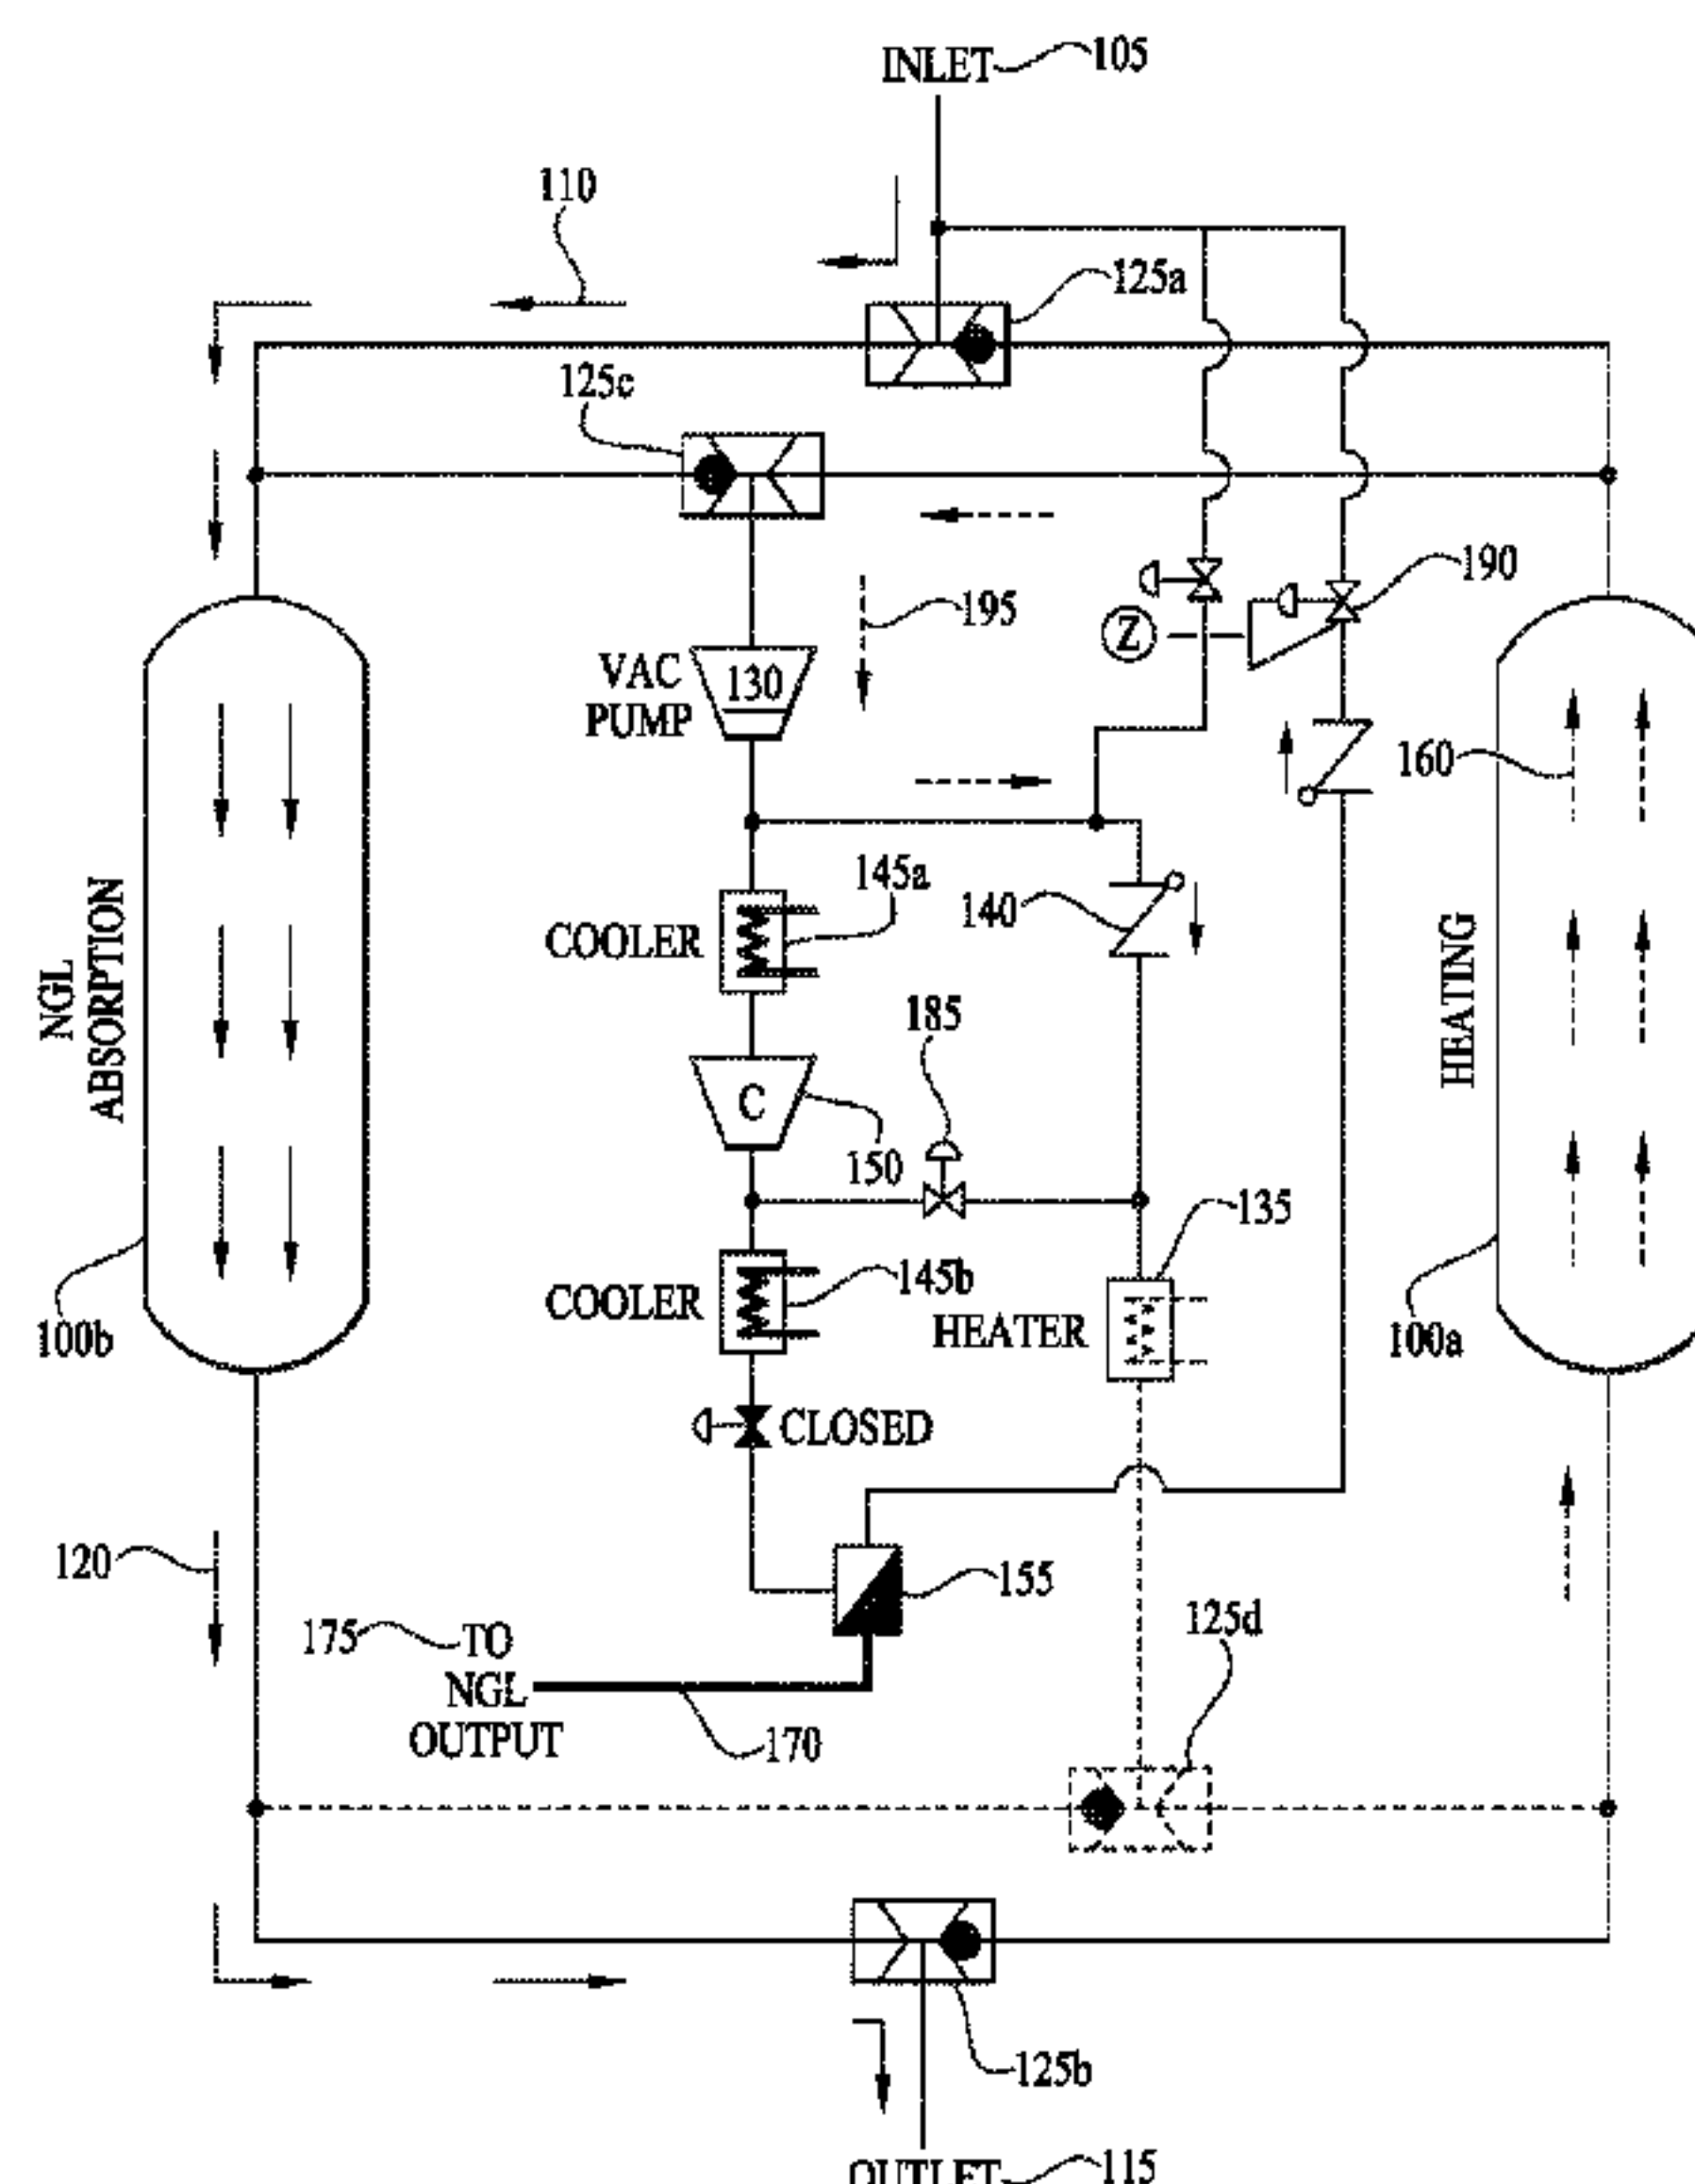 INLET 105
110
125a
125c
190
195
Z
VAC
PUMP
130
160
145a
140
COOLER
NGL
ABSORPTION
HEATING
185
C
150
135
145b
COOLER
HEATER
100b
100a
CLOSED
120
155
175 TO
NGL
OUTPUT
125d
170
125b
OUTLET 115